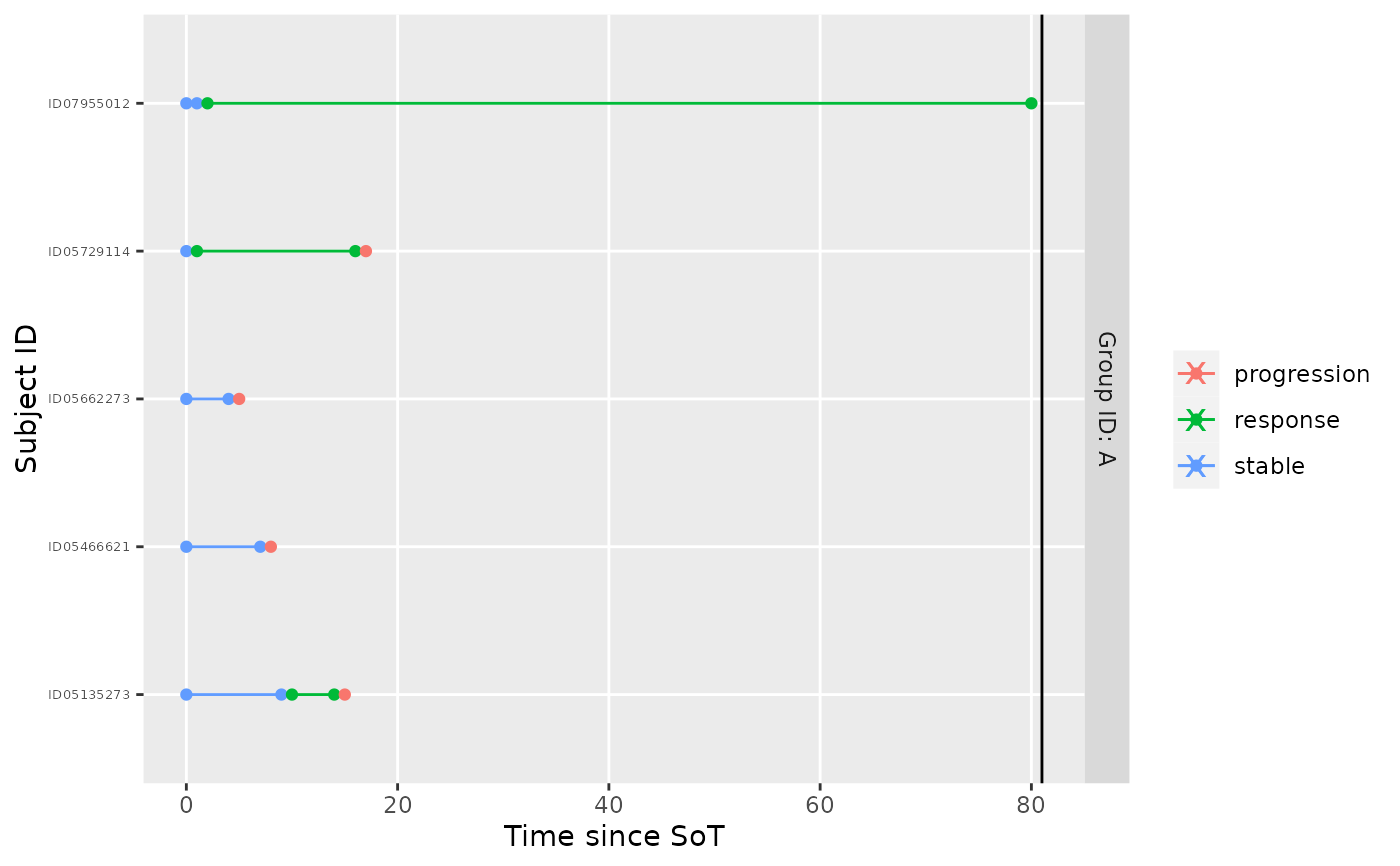 Subject ID
ID07955012
ID05729114
ID05662273
ID05466621
ID05135273
0 20 40 60 80
Time since SoT
Group ID: A
progression
response
stable